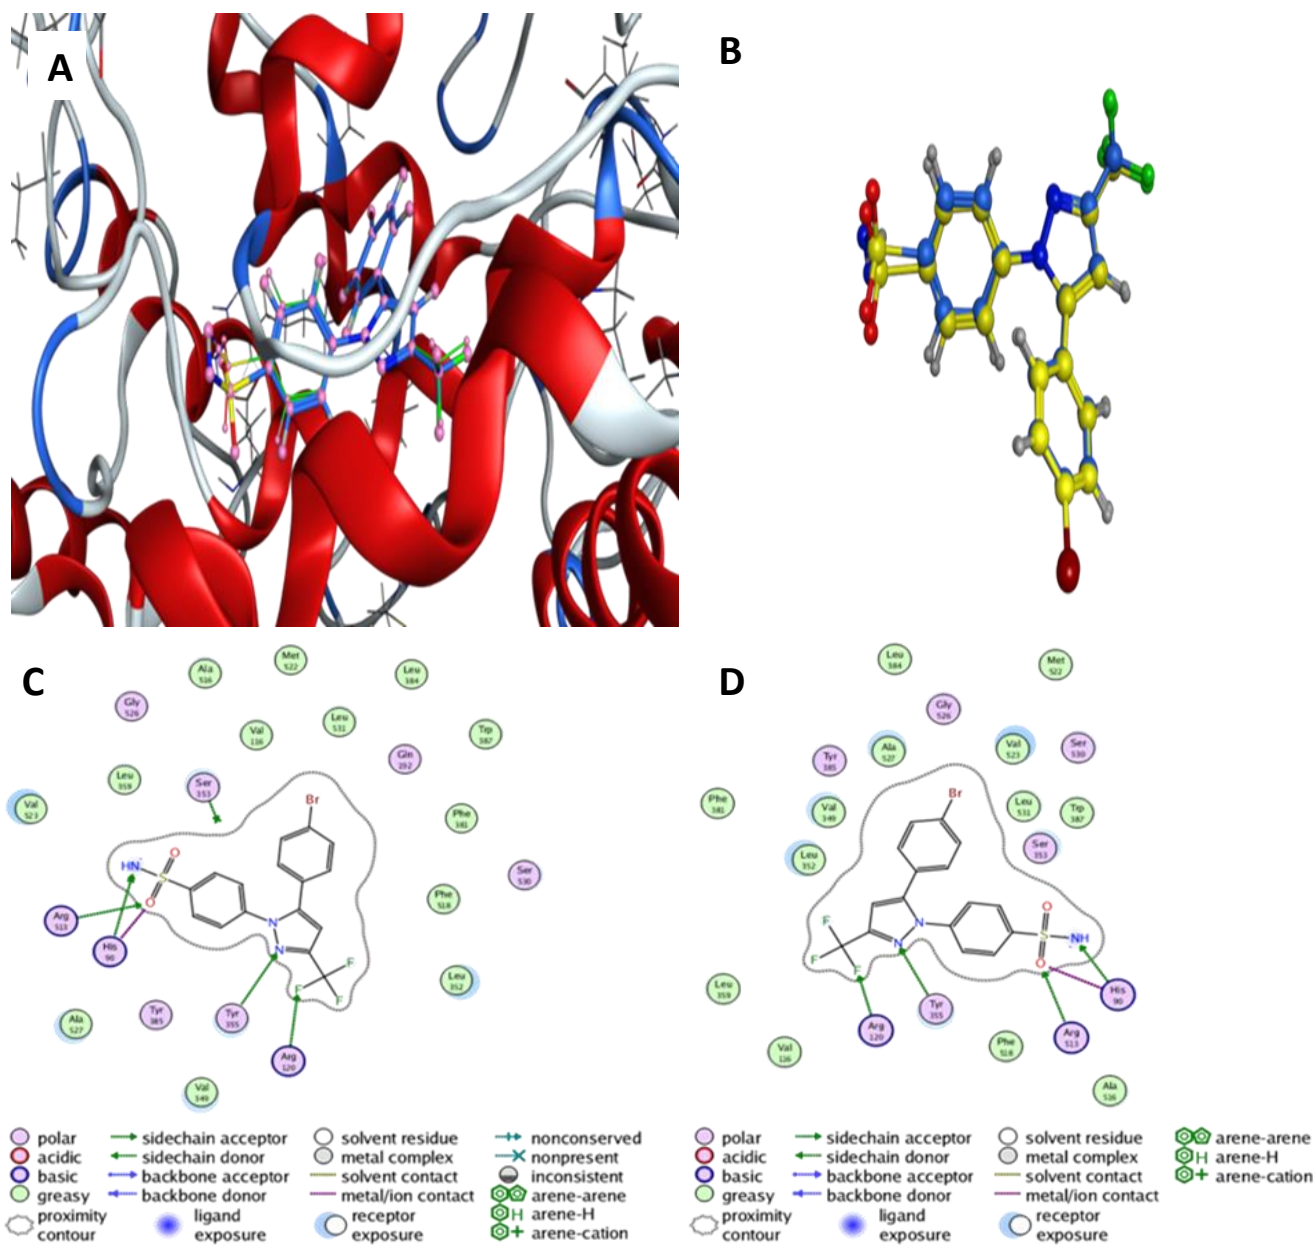 A
B
C
D
Met
522
Ala
516
Leu
384
Gly
526
Leu
531
Val
116
Trp
387
Gln
192
Leu
359
Ser
353
Val
523
Br
Phe
381
HN
O
S
O
Ser
530
Phe
518
Arg
513
His
90
N
N
F
F
F
Leu
352
Tyr
385
Tyr
355
Ala
527
Arg
120
Val
349
Leu
384
Met
522
Gly
526
Tyr
385
Ala
527
Val
523
Ser
530
Phe
381
Val
349
Br
Leu
531
Trp
387
Leu
352
Ser
353
F
F
F
N
N
O
S
O
NH
His
90
Leu
359
Arg
120
Tyr
355
Arg
513
Val
116
Phe
518
Ala
516
polar
acidic
basic
greasy
proximity
contour
sidechain acceptor
sidechain donor
backbone acceptor
backbone donor
ligand
exposure
solvent residue
metal complex
solvent contact
metal/ion contact
receptor
exposure
nonconserved
nonpresent
inconsistent
arene-arene
H arene-H
+ arene-cation
polar
acidic
basic
greasy
proximity
contour
sidechain acceptor
sidechain donor
backbone acceptor
backbone donor
ligand
exposure
solvent residue
metal complex
solvent contact
metal/ion contact
receptor
exposure
arene-arene
H arene-H
+ arene-cation